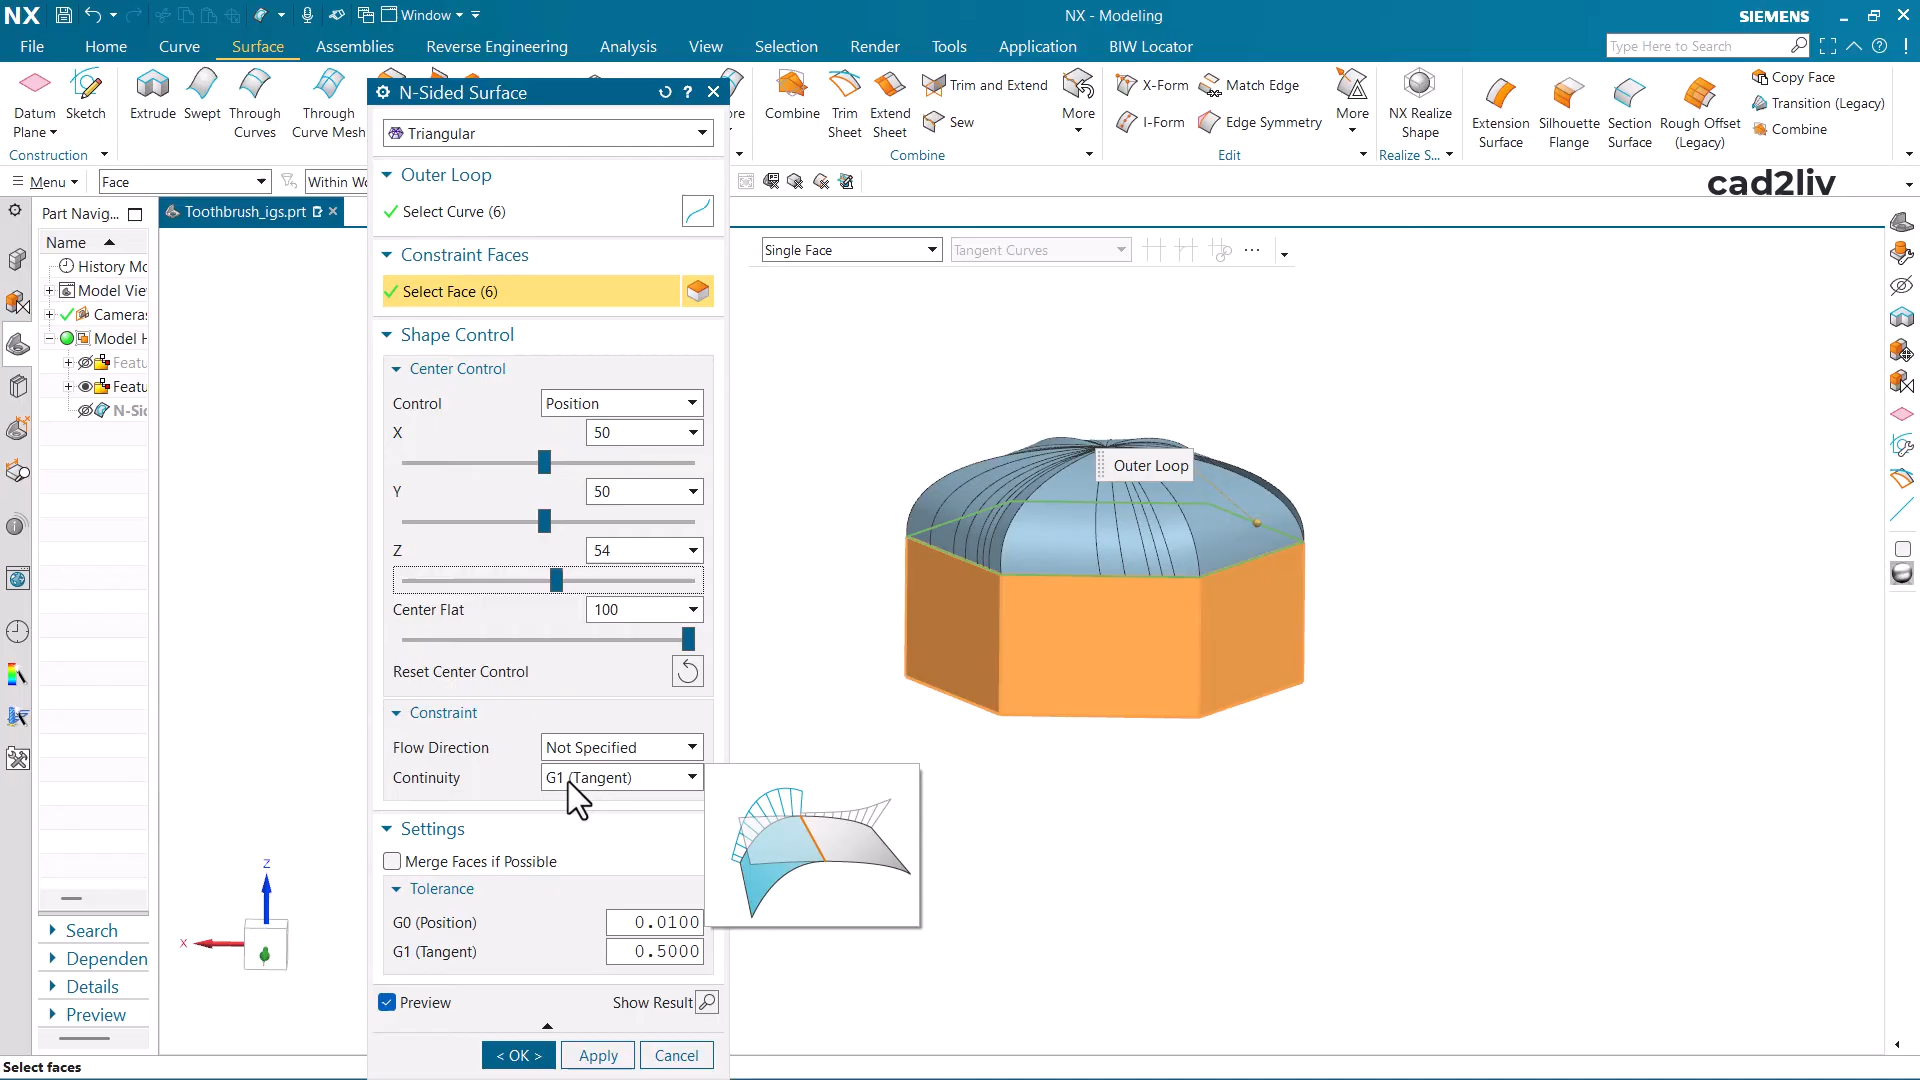 NX
Window
NX - Modeling
SIEMENS
File
Home
Curve
Surface
Assemblies
Reverse Engineering
Analysis
View
Selection
Render
Tools
Application
BIW Locator
Type Here to Search
Datum
Plane
Sketch
Extrude
Swept
Through
Curves
Through
Curve Mesh
Construction
Combine
Trim
Sheet
Extend
Sheet
Trim and Extend
Sew
More
Combine
X-Form
I-Form
Match Edge
Edge Symmetry
More
Edit
NX Realize
Shape
Realize S...
Extension
Surface
Silhouette
Flange
Section
Surface
Rough Offset
(Legacy)
Copy Face
Transition (Legacy)
Combine
Menu
Face
Within Wo
cad2liv
Part Navig...
Toothbrush_igs.prt
Single Face
Tangent Curves
Name
History Mo
Model Vie
Cameras
Model H
Featu
Featu
N-Sid
N-Sided Surface
Triangular
Outer Loop
Select Curve (6)
Constraint Faces
Select Face (6)
Shape Control
Center Control
Control
Position
X
50
Y
50
Z
54
Center Flat
100
Reset Center Control
Constraint
Flow Direction
Not Specified
Continuity
G1 (Tangent)
Settings
Merge Faces if Possible
Tolerance
G0 (Position)
0.0100
G1 (Tangent)
0.5000
Preview
Show Result
< OK >
Apply
Cancel
Outer Loop
Z
X
Search
Dependen
Details
Preview
Select faces